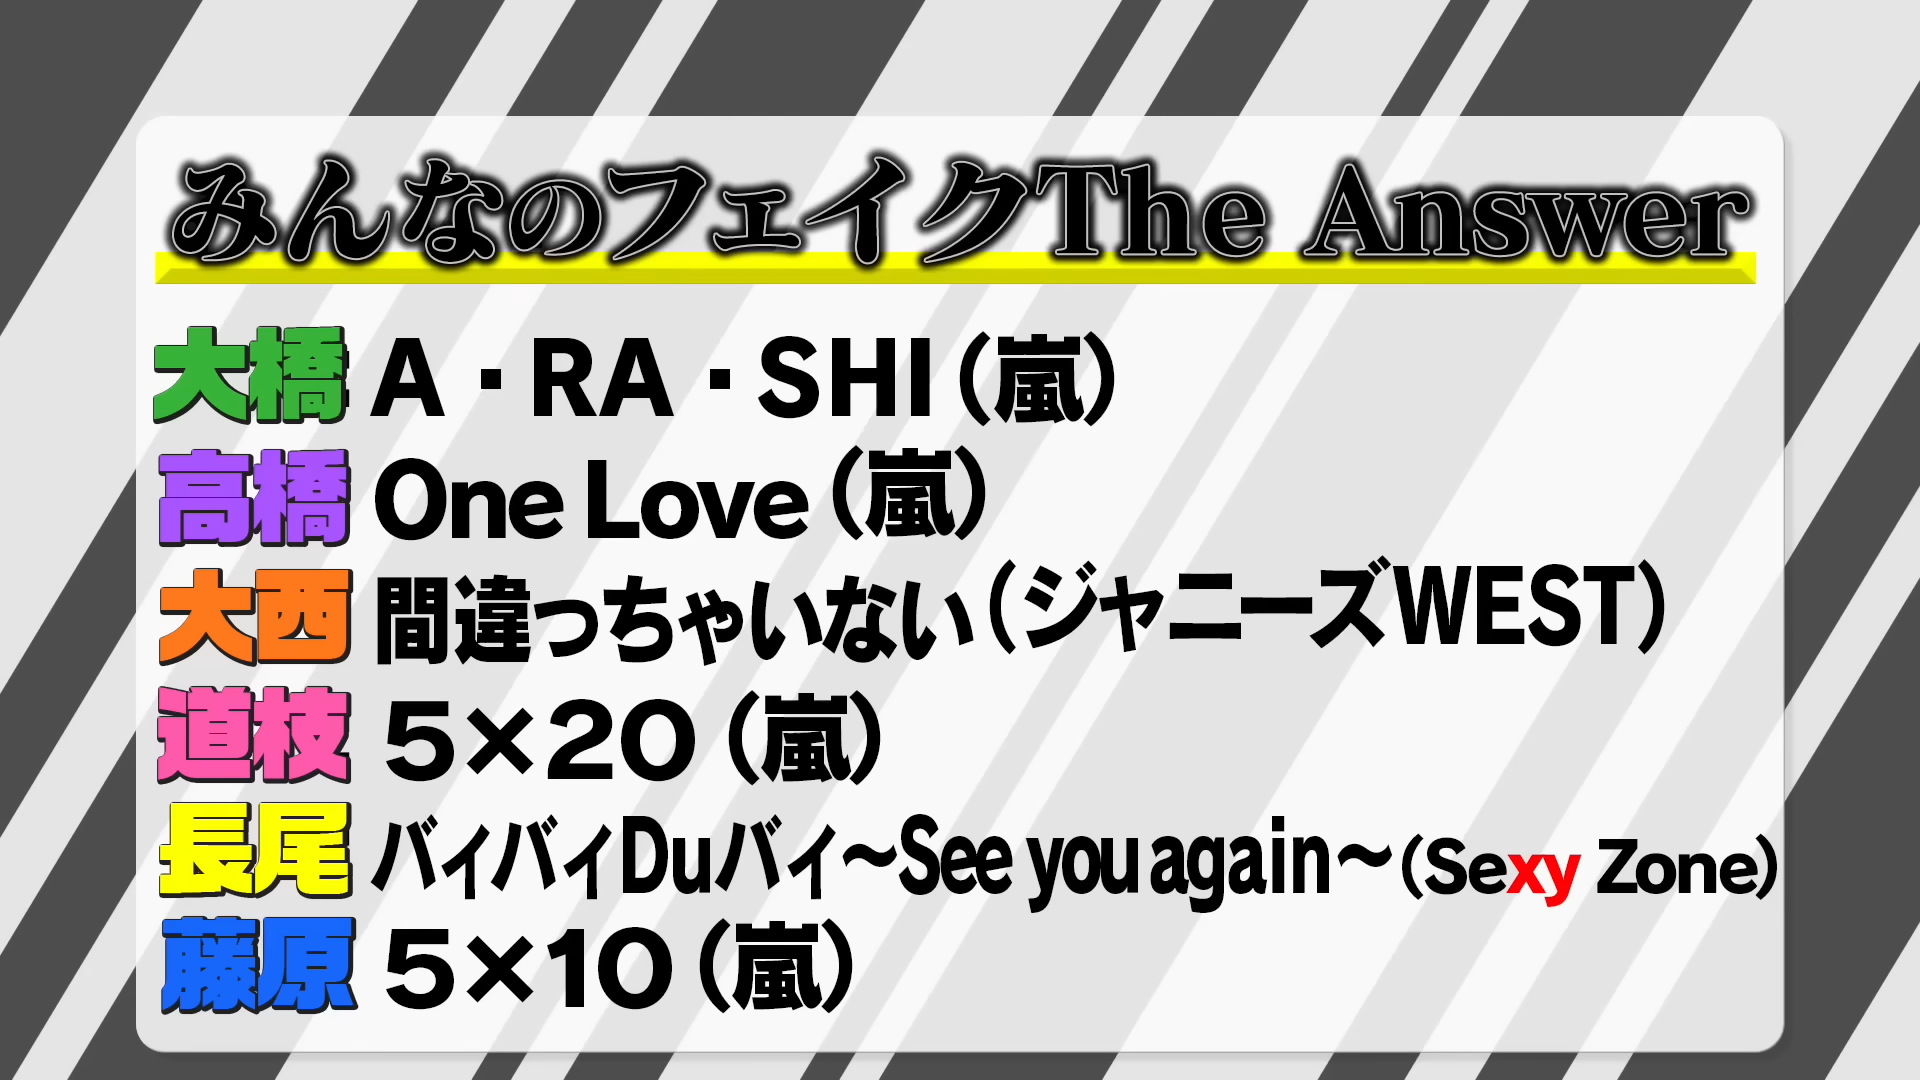 みんなのフェイクThe Answer
大橋 A・RA・SHI(嵐)
高橋 One Love(嵐)
大西 間違っちゃいない(ジャニーズWEST)
道枝 5×20(嵐)
長尾 バィバィDuバィ～See you again～(Sexy Zone)
藤原 5×10(嵐)